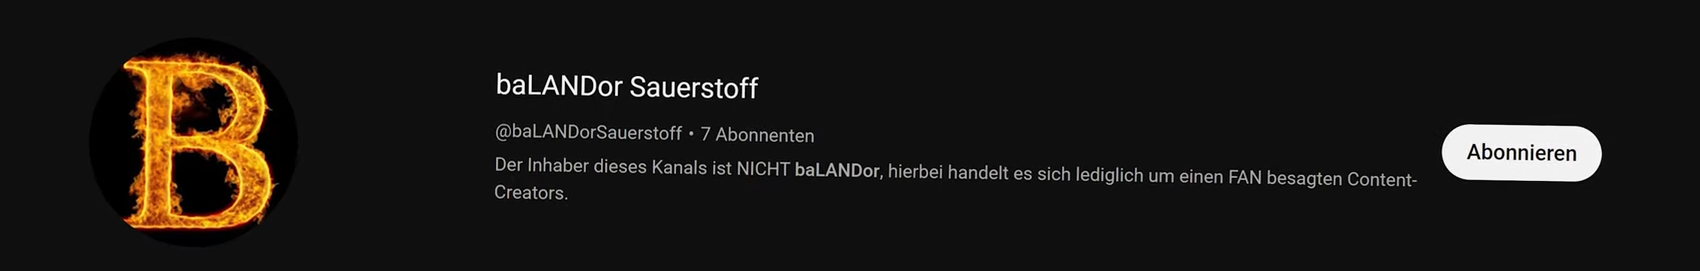 B
baLANDor Sauerstoff
@baLANDorSauerstoff • 7 Abonnenten
Der Inhaber dieses Kanals ist NICHT baLANDor, hierbei handelt es sich lediglich um einen FAN besagten Content-
Creators.
Abonnieren